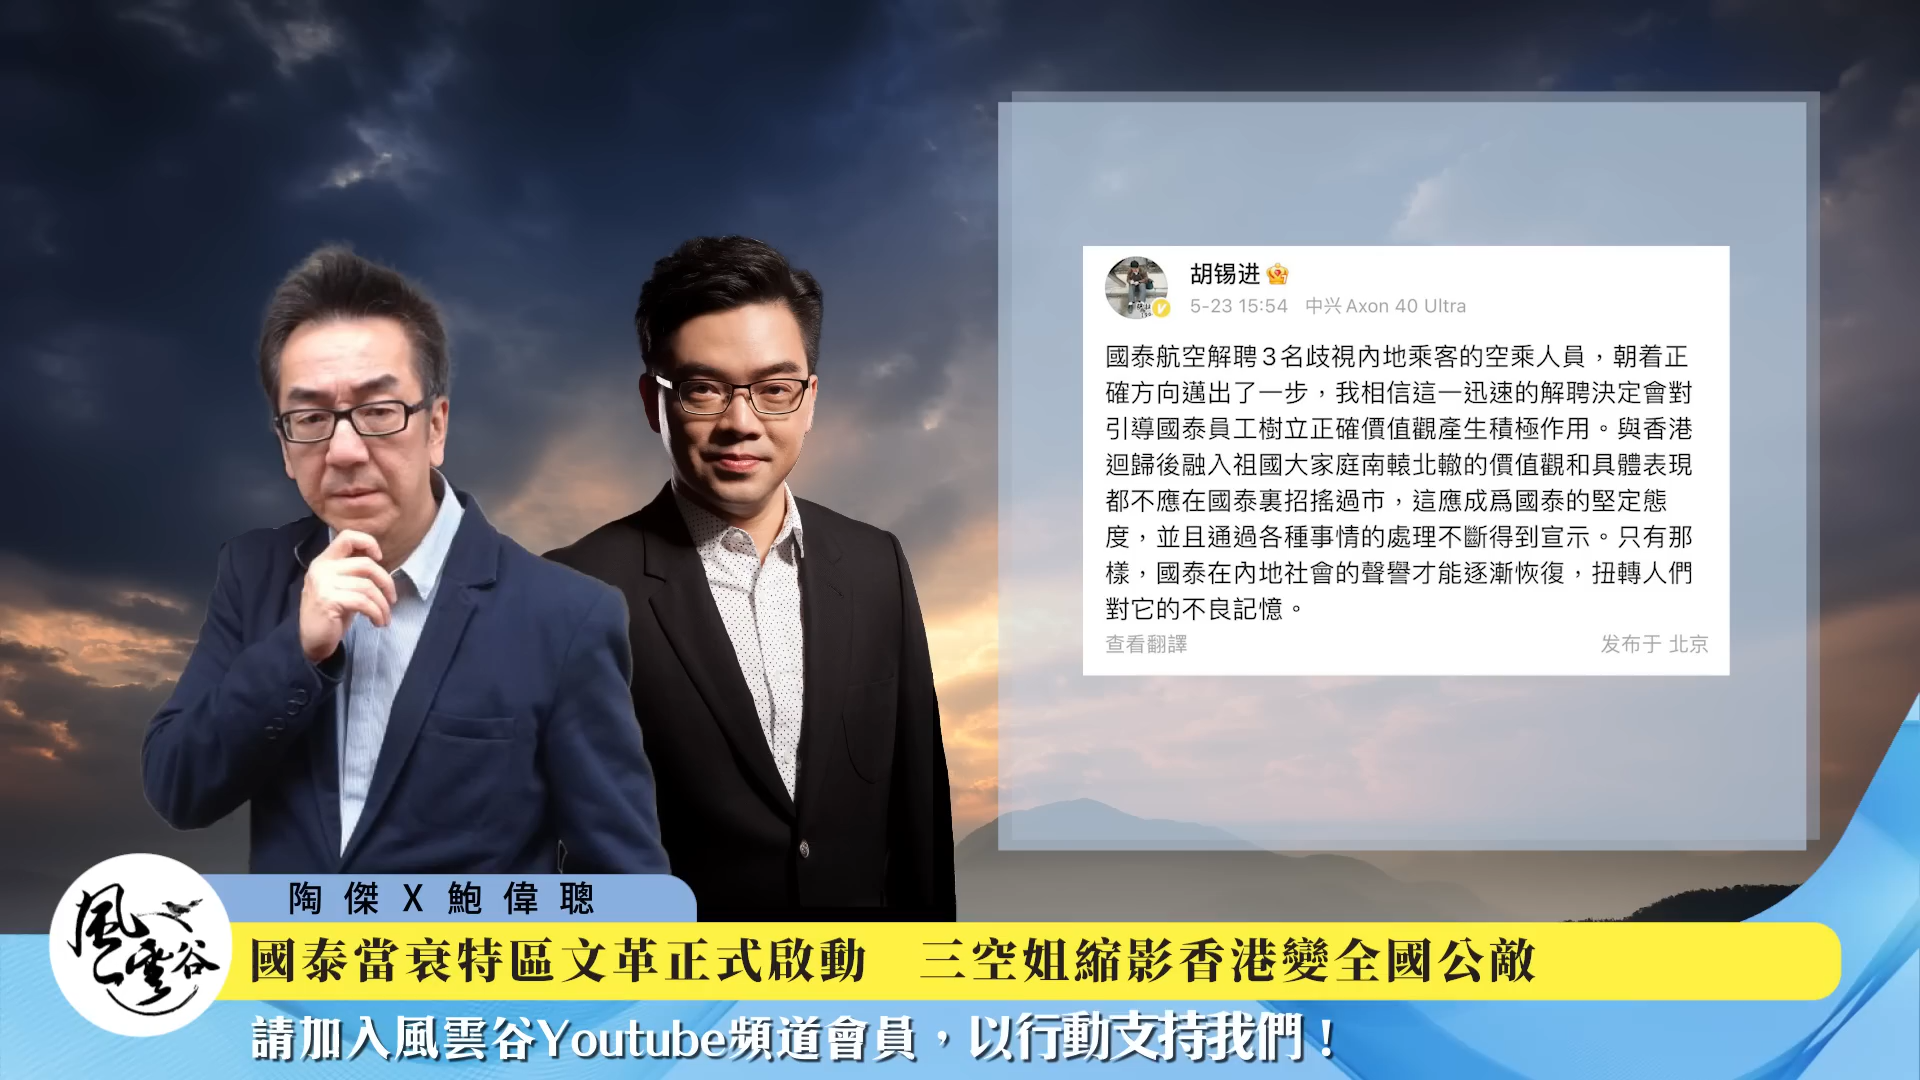 胡锡进
5-23 15:54 中兴 Axon 40 Ultra
國泰航空解聘3名歧視內地乘客的空乘人員，朝着正
確方向邁出了一步，我相信這一迅速的解聘決定會對
引導國泰員工樹立正確價值觀產生積極作用。與香港
迴歸後融入祖國大家庭南轅北轍的價值觀和具體表現
都不應在國泰裏招搖過市，這應成爲國泰的堅定態
度，並且通過各種事情的處理不斷得到宣示。只有那
樣，國泰在內地社會的聲譽才能逐漸恢復，扭轉人們
對它的不良記憶。
查看翻譯 发布于 北京
陶傑X鮑偉聰
風雲谷
國泰當衰特區文革正式啟動 三空姐縮影香港變全國公敵
請加入風雲谷Youtube頻道會員，以行動支持我們！